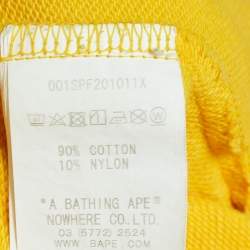 001SPF201011X
90% COTTON
10% NYLON
"A BATHING APE"
NOWHERE CO.LTD.
03 (5772) 2524
WWW.BAPE.COM